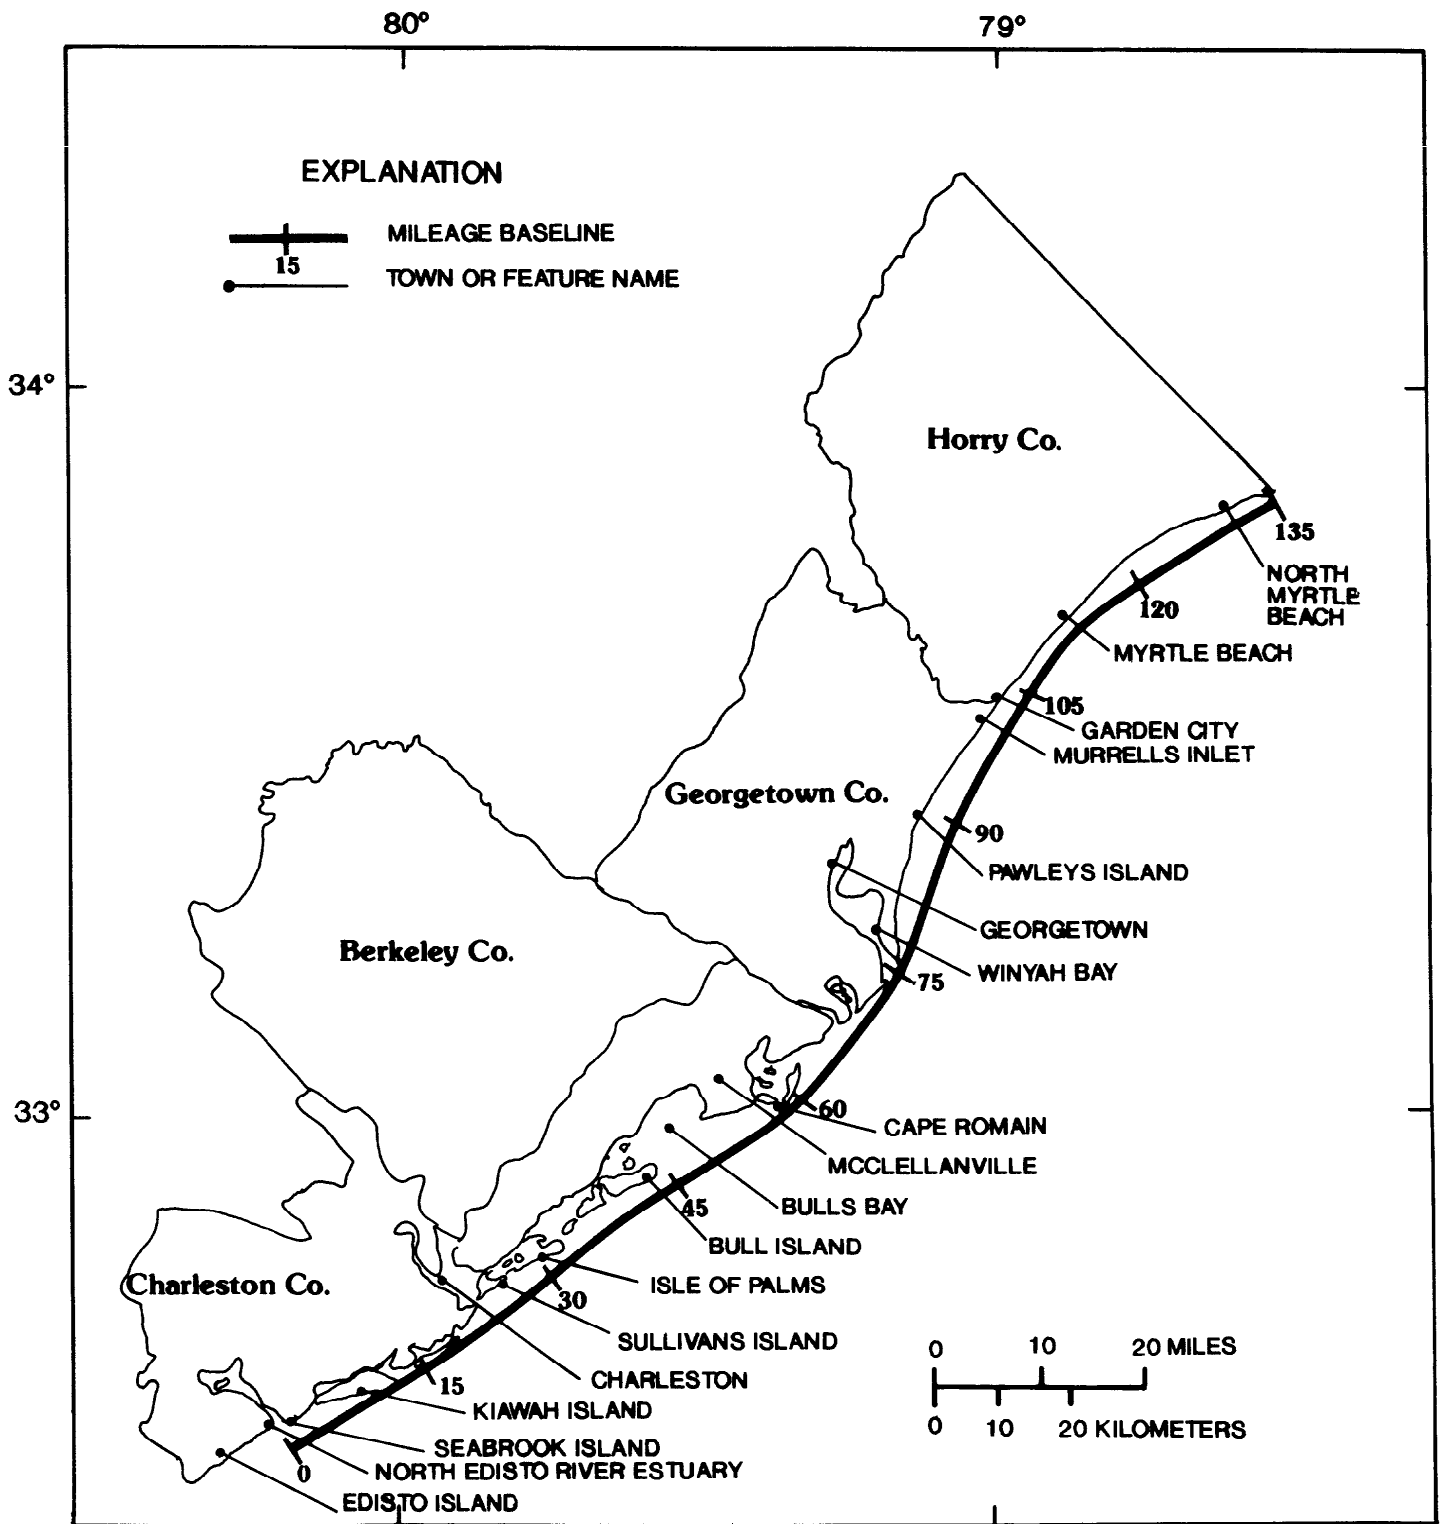 80°
79°
EXPLANATION
MILEAGE BASELINE
15
TOWN OR FEATURE NAME
34°
Horry Co.
135
NORTH
MYRTLE
BEACH
120
MYRTLE BEACH
105
GARDEN CITY
MURRELLS INLET
Georgetown Co.
90
PAWLEYS ISLAND
GEORGETOWN
Berkeley Co.
WINYAH BAY
75
33°
60
CAPE ROMAIN
MCCLELLANVILLE
45
BULLS BAY
BULL ISLAND
Charleston Co.
ISLE OF PALMS
30
SULLIVANS ISLAND
0 10 20 MILES
CHARLESTON
15
KIAWAH ISLAND
0 10 20 KILOMETERS
SEABROOK ISLAND
0
NORTH EDISTO RIVER ESTUARY
EDISTO ISLAND